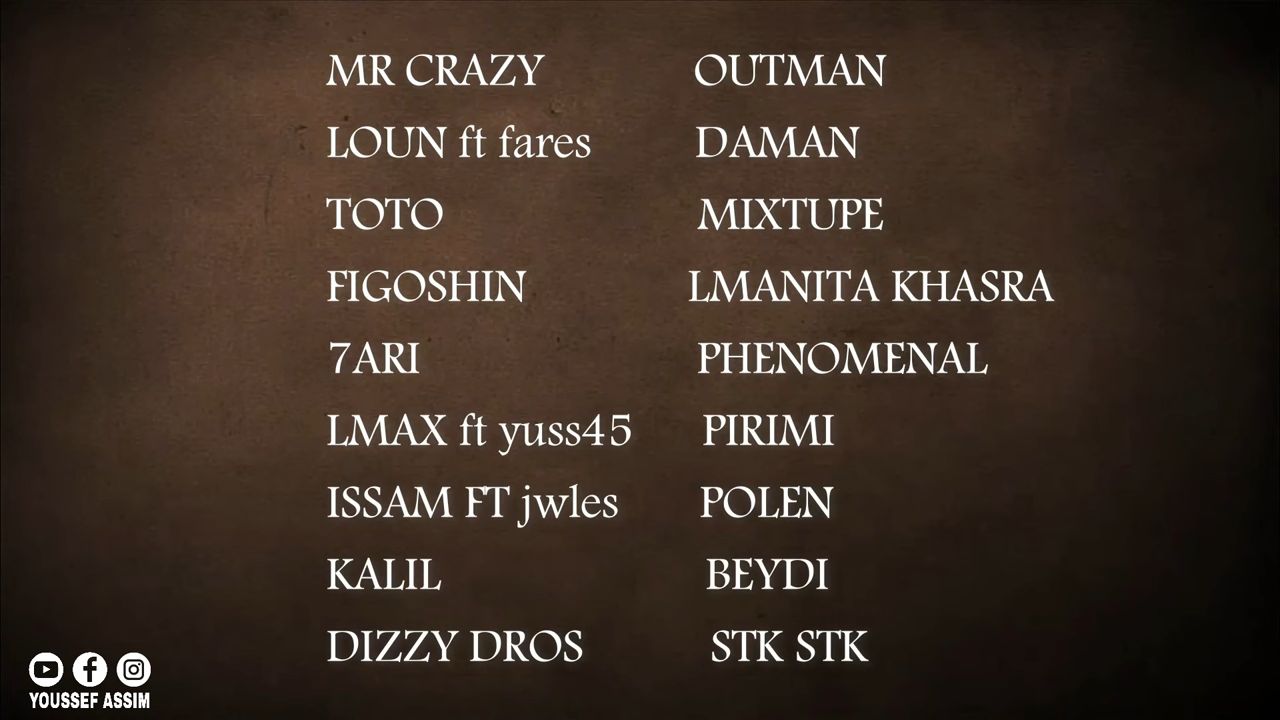 MR CRAZY OUTMAN
LOUN ft fares DAMAN
TOTO MIXTUPE
FIGOSHIN LMANITA KHASRA
7ARI PHENOMENAL
LMAX ft yuss45 PIRIMI
ISSAM FT jwles POLEN
KALIL BEYDI
DIZZY DROS STK STK
YOUSSEF ASSIM